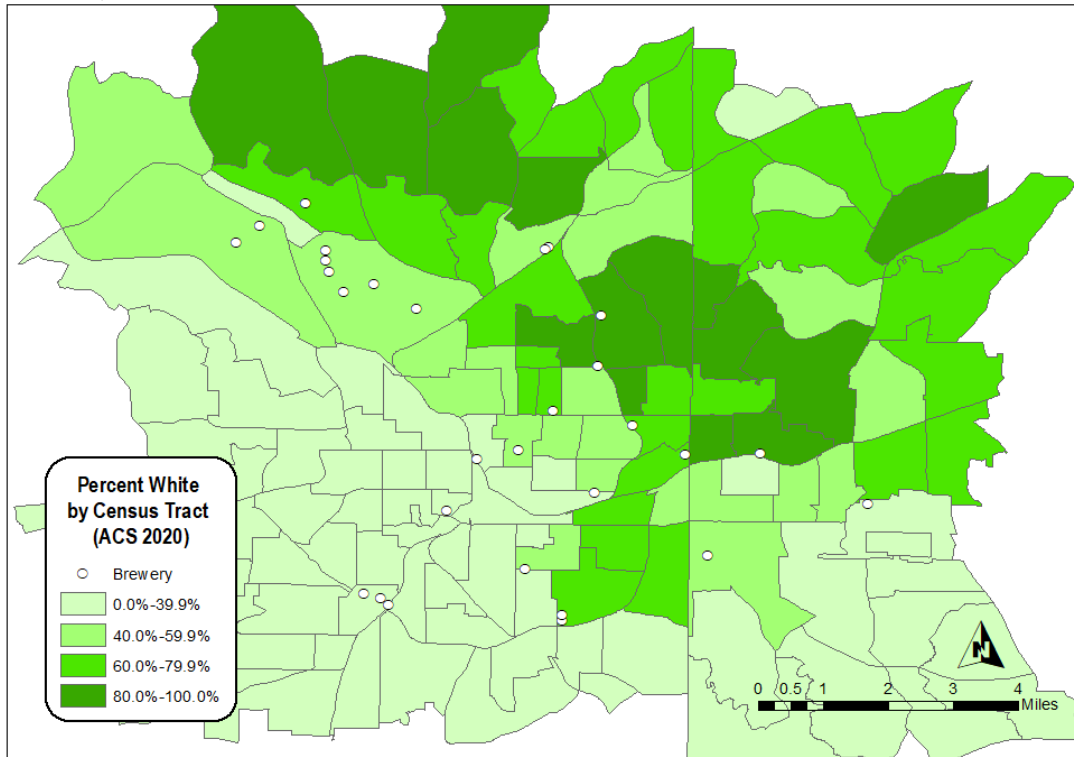 Percent White
by Census Tract
(ACS 2020)
Brewery
0.0%-39.9%
40.0%-59.9%
60.0%-79.9%
80.0%-100.0%
N
0 0.5 1 2 3 4
Miles